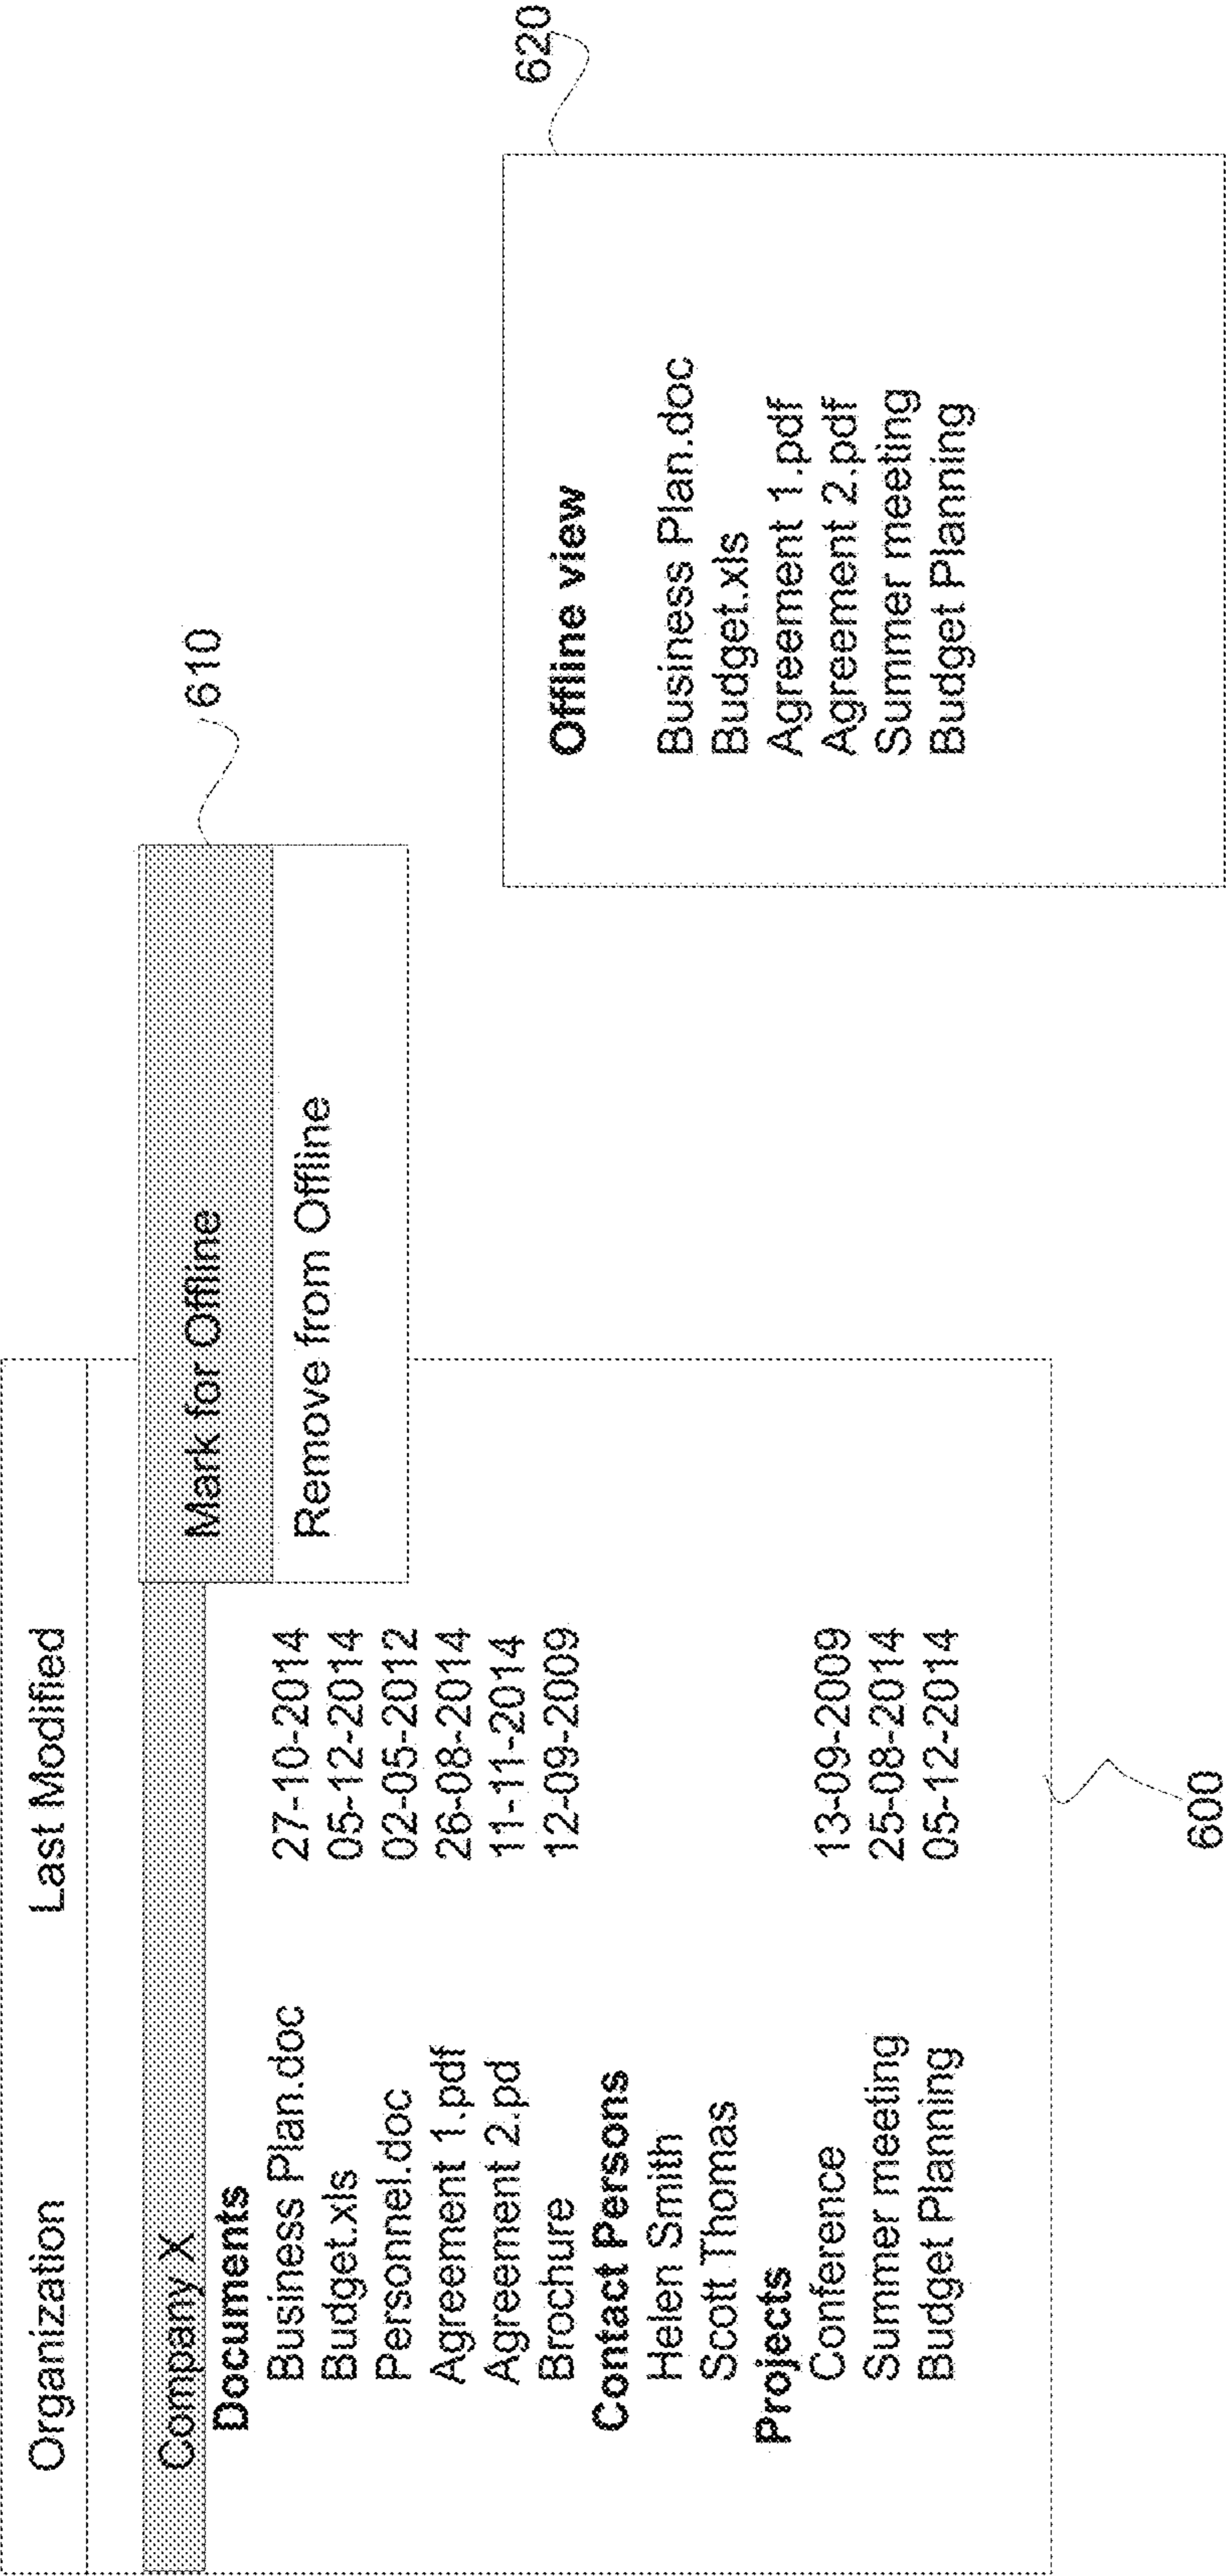 Organization Last Modified
Company X
Mark for Offline
Remove from Offline
Documents
Business Plan.doc 27-10-2014
Budget.xls 05-12-2014
Personnel.doc 02-05-2012
Agreement 1.pdf 26-08-2014
Agreement 2.pd 11-11-2014
Brochure 12-09-2009
Contact Persons
Helen Smith
Scott Thomas
Projects
Conference 13-09-2009
Summer meeting 25-08-2014
Budget Planning 05-12-2014
600
610
Offline view
Business Plan.doc
Budget.xls
Agreement 1.pdf
Agreement 2.pdf
Summer meeting
Budget Planning
620